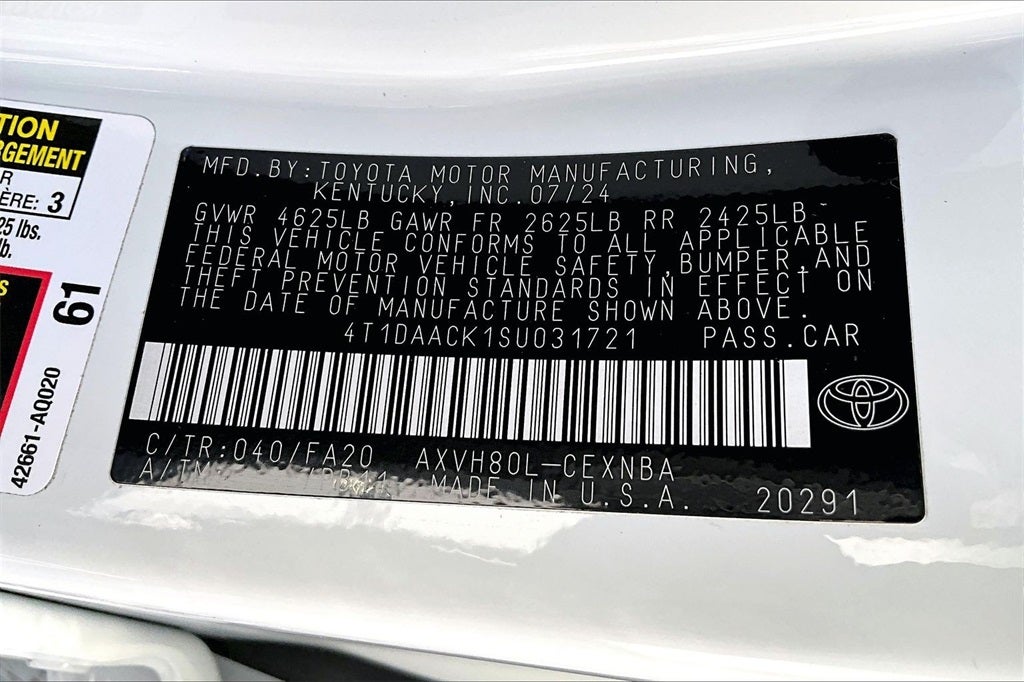 TION
RGEMENT
R
ÈRE: 3
25 lbs.
lb.
S
61
42661-AQ020
MFD.BY:TOYOTA MOTOR MANUFACTURING,
KENTUCKY,INC.07/24
GVWR 4625LB GAWR FR 2625LB RR 2425LB
THIS VEHICLE CONFORMS TO ALL APPLICABLE
FEDERAL MOTOR VEHICLE SAFETY,BUMPER,AND
THEFT PREVENTION STANDARDS IN EFFECT ON
THE DATE OF MANUFACTURE SHOWN ABOVE.
4T1DAACK1SU031721 PASS.CAR
C/TR:040/FA20 AXVH80L-CEXNBA
A/TM: MADE IN U.S.A. 20291